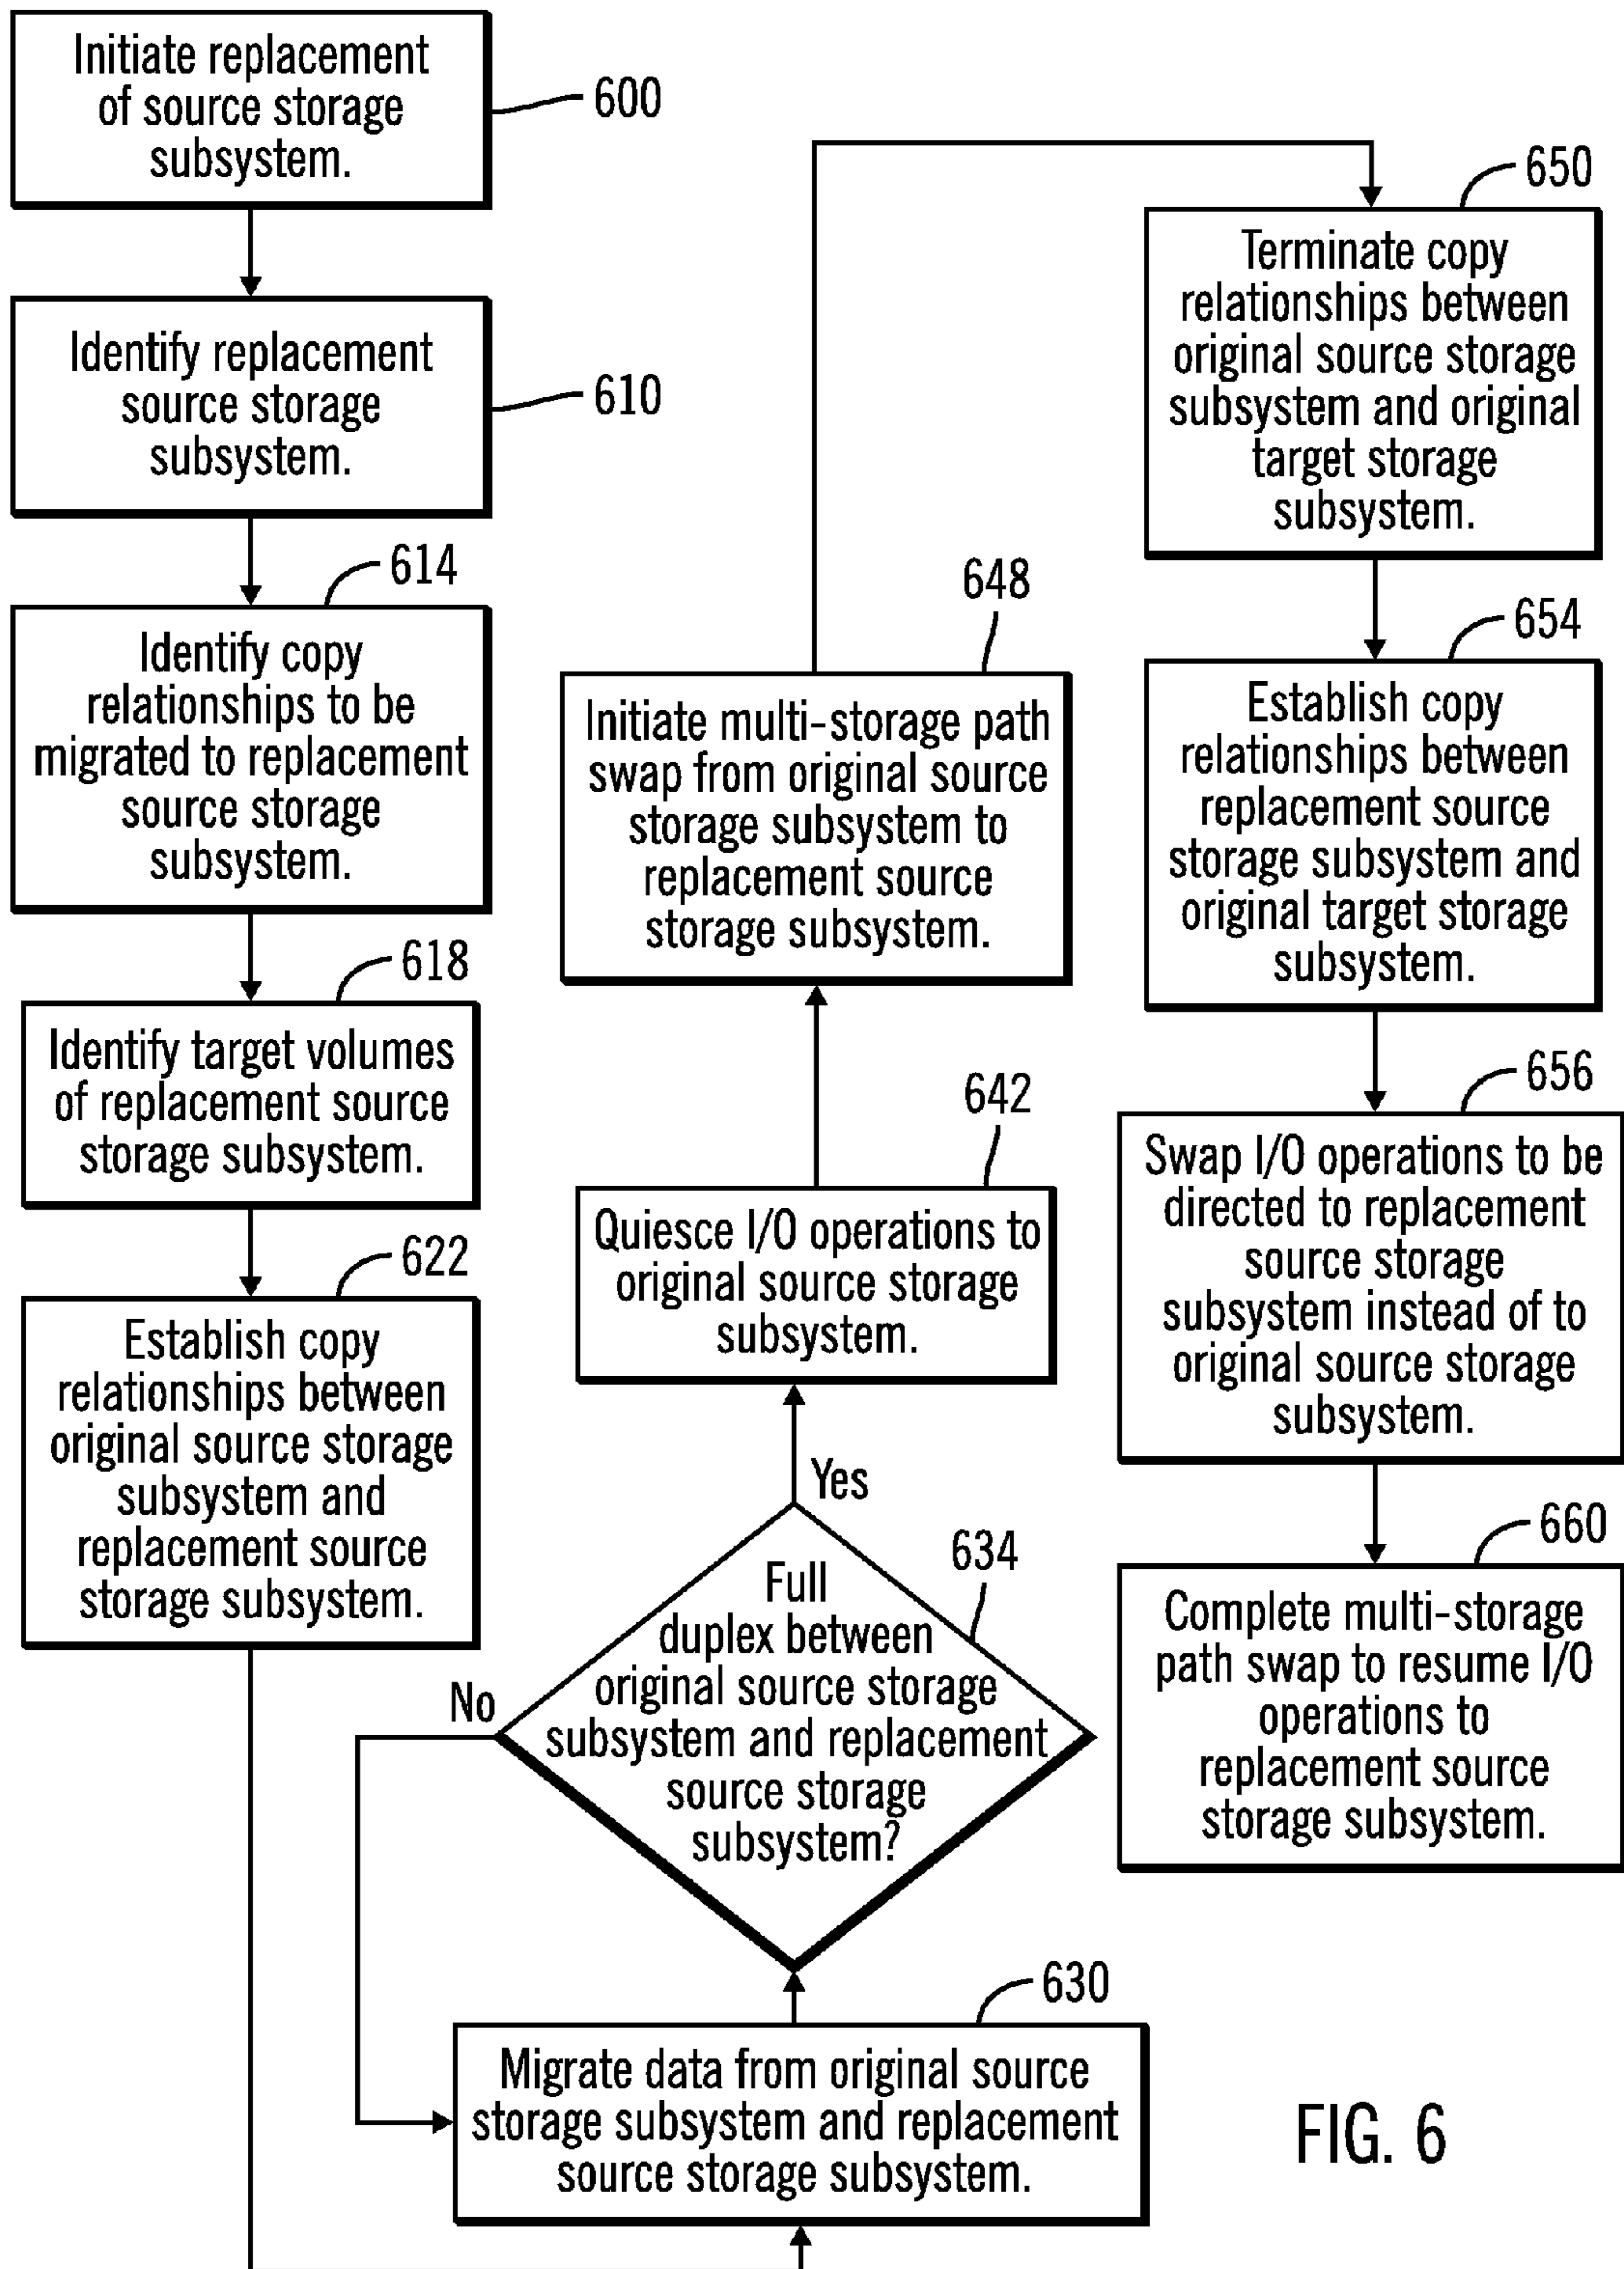 Initiate replacement
of source storage
subsystem.
600
Identify replacement
source storage
subsystem.
610
614
Identify copy
relationships to be
migrated to replacement
source storage
subsystem.
618
Identify target volumes
of replacement source
storage subsystem.
622
Establish copy
relationships between
original source storage
subsystem and
replacement source
storage subsystem.
630
Migrate data from original source
storage subsystem and replacement
source storage subsystem.
634
Full
duplex between
original source storage
subsystem and replacement
source storage
subsystem?
No
Yes
642
Quiesce I/O operations to
original source storage
subsystem.
648
Initiate multi-storage path
swap from original source
storage subsystem to
replacement source
storage subsystem.
650
Terminate copy
relationships between
original source storage
subsystem and original
target storage
subsystem.
654
Establish copy
relationships between
replacement source
storage subsystem and
original target storage
subsystem.
656
Swap I/O operations to be
directed to replacement
source storage
subsystem instead of to
original source storage
subsystem.
660
Complete multi-storage
path swap to resume I/O
operations to
replacement source
storage subsystem.
FIG. 6